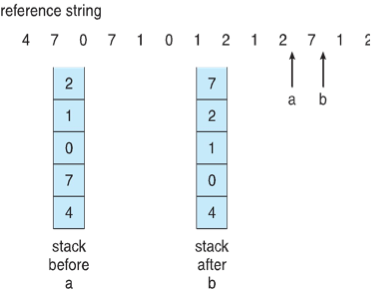 reference string
4 7 0 7 1 0 1 2 1 2 7 1 2
a b
2 7
1 2
0 1
7 0
4 4
stack stack
before after
a b